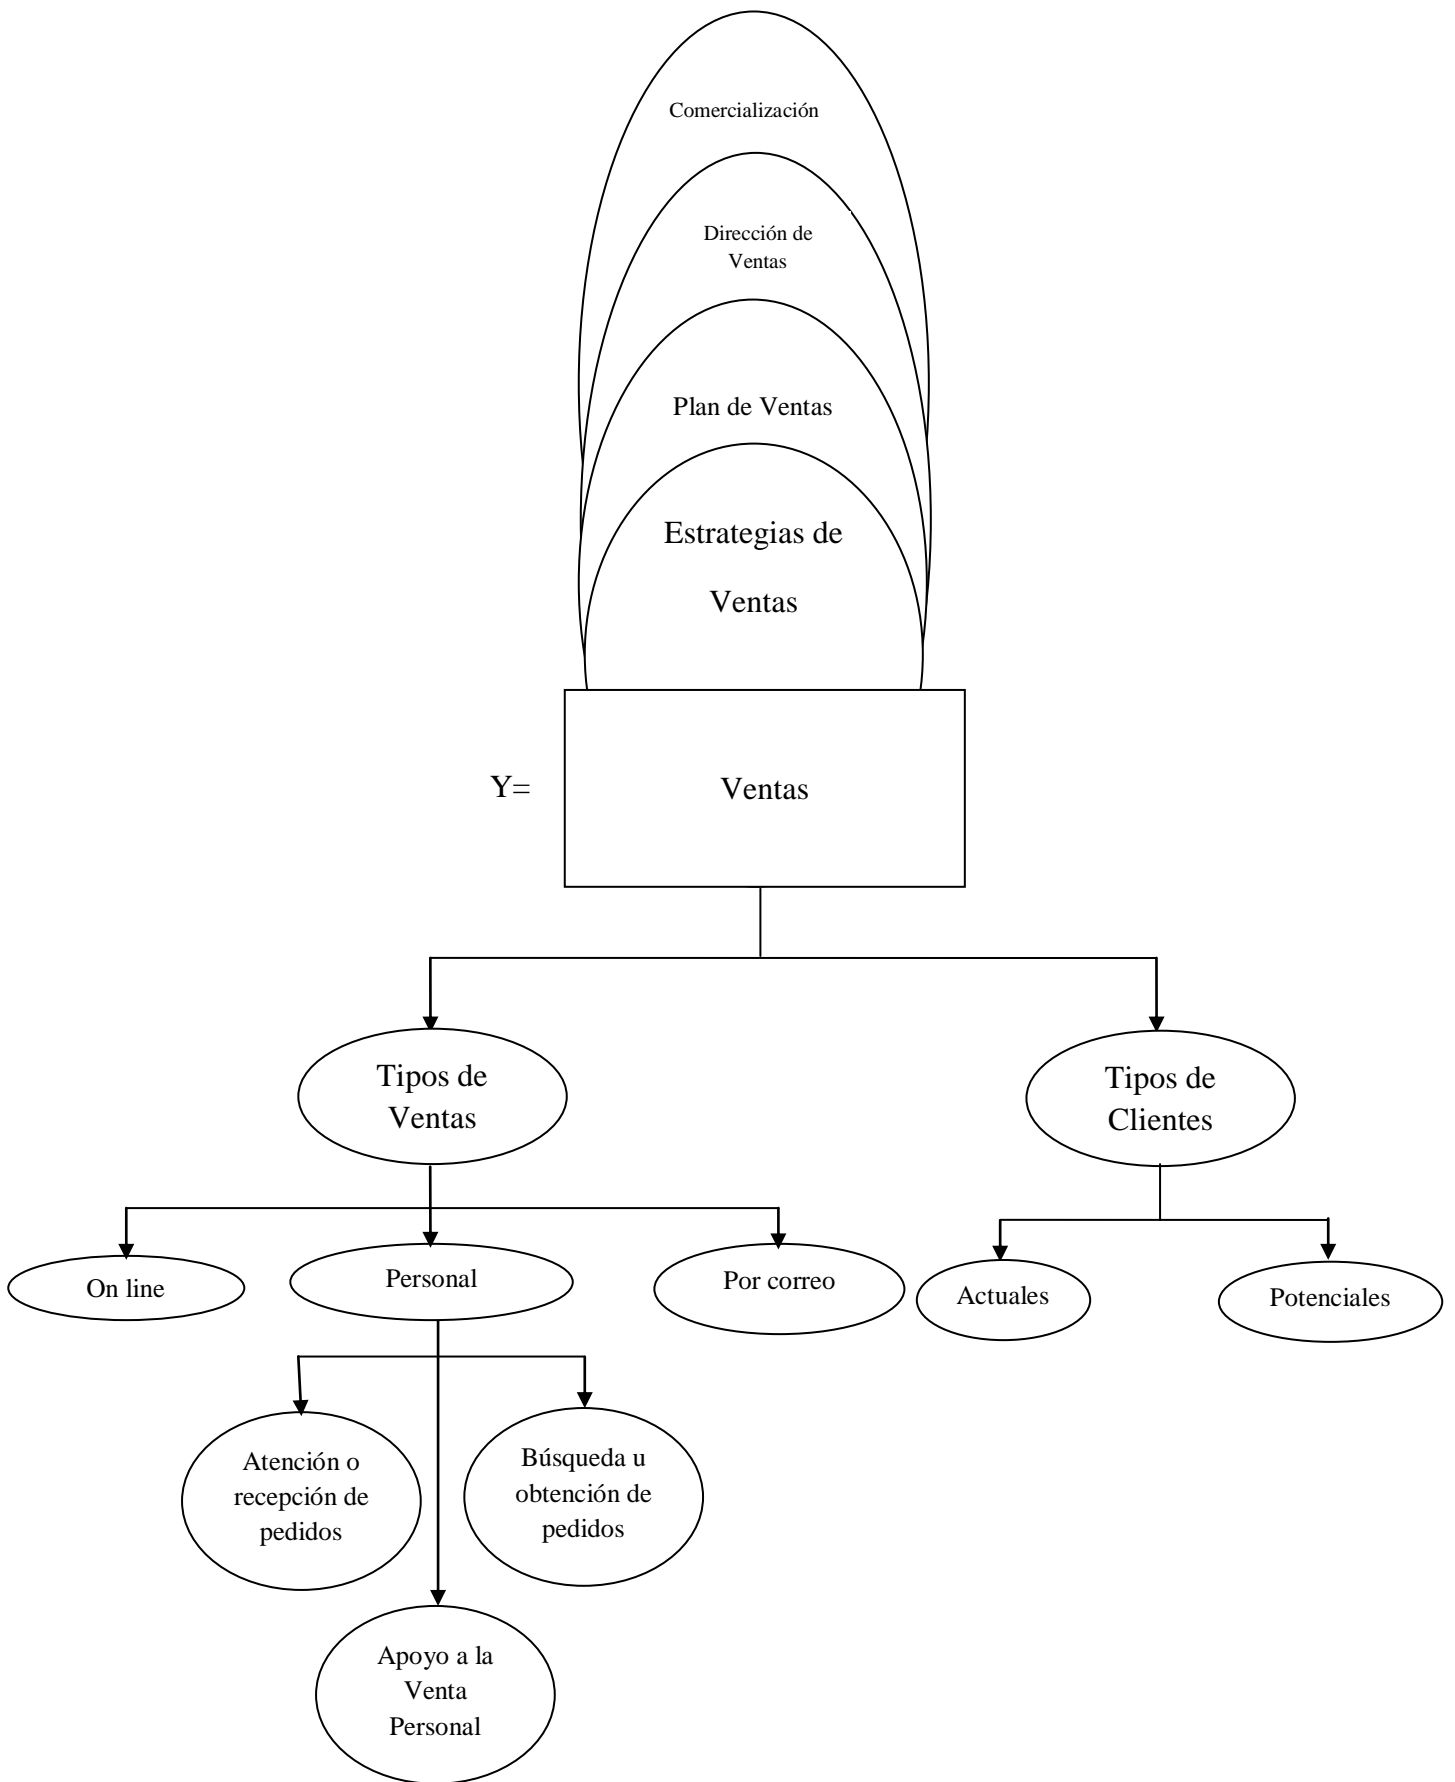 Comercialización
Dirección de
Ventas
Plan de Ventas
Estrategias de
Ventas
Y=
Ventas
Tipos de
Ventas
Tipos de
Clientes
On line
Personal
Por correo
Actuales
Potenciales
Atención o
recepción de
pedidos
Búsqueda u
obtención de
pedidos
Apoyo a la
Venta
Personal